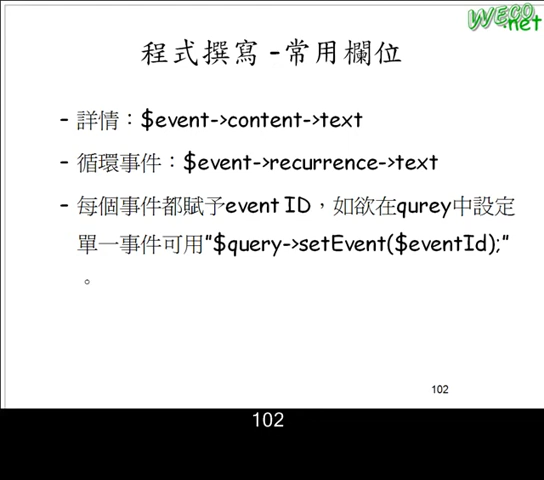 WECO.net
程式撰寫 -常用欄位
- 詳情：$event->content->text
- 循環事件：$event->recurrence->text
- 每個事件都賦予event ID，如欲在qurey中設定
單一事件可用"$query->setEvent($eventId);"
。
102
102